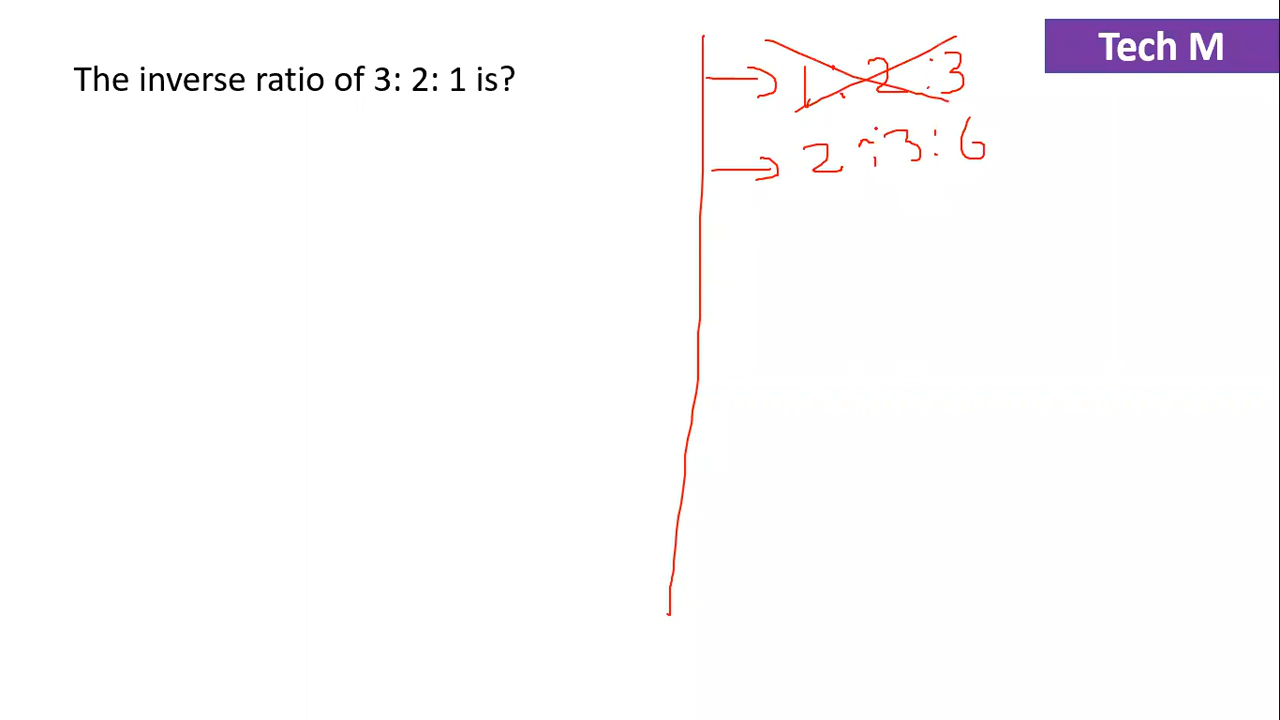 The inverse ratio of 3: 2: 1 is?
Tech M
1 : 2 : 3
2 : 3 : 6